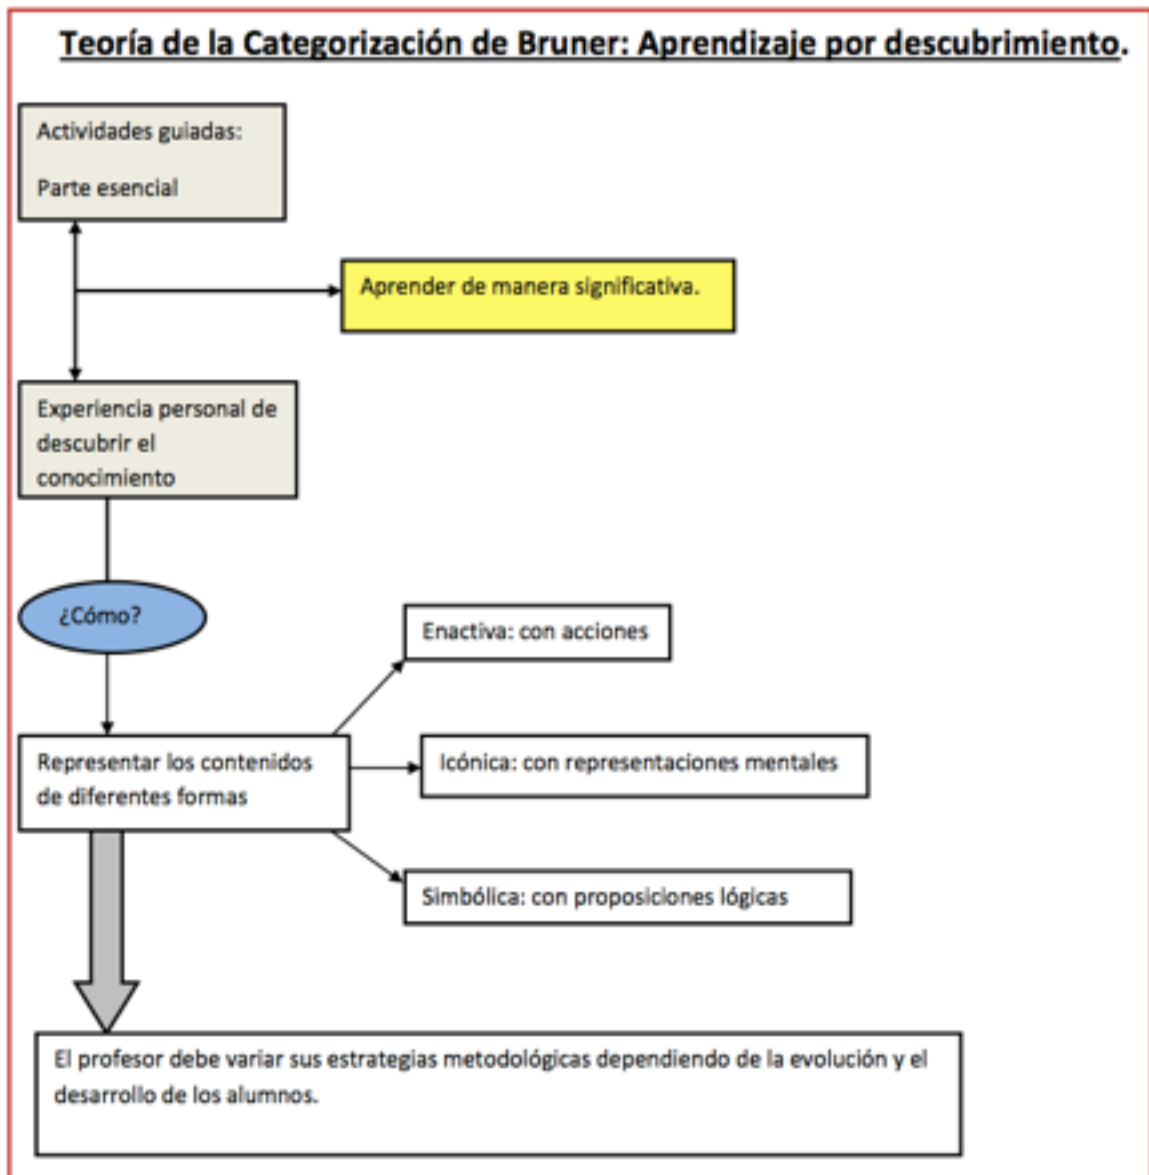 Teoría de la Categorización de Bruner: Aprendizaje por descubrimiento.
Actividades guiadas:
Parte esencial
Aprender de manera significativa.
Experiencia personal de
descubrir el
conocimiento
¿Cómo?
Enactiva: con acciones
Representar los contenidos
de diferentes formas
Icónica: con representaciones mentales
Simbólica: con proposiciones lógicas
El profesor debe variar sus estrategias metodológicas dependiendo de la evolución y el
desarrollo de los alumnos.